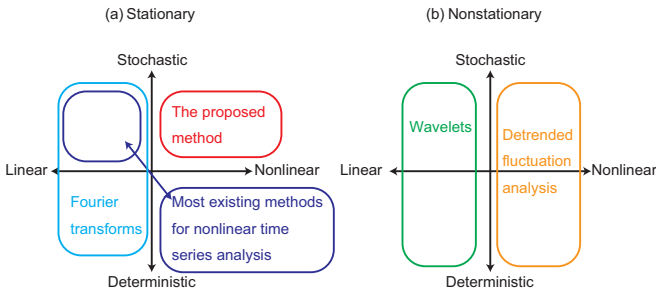 (a) Stationary
Stochastic
The proposed
method
Linear
Nonlinear
Fourier
transforms
Most existing methods
for nonlinear time
series analysis
Deterministic
(b) Nonstationary
Stochastic
Wavelets
Detrended
fluctuation
analysis
Linear
Nonlinear
Deterministic